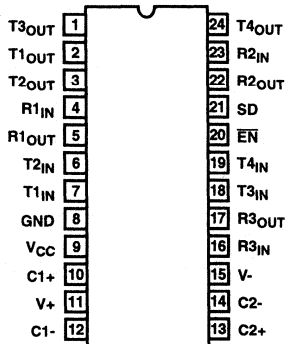 T3OUT 1 24 T4OUT
T1OUT 2 23 R2IN
T2OUT 3 22 R2OUT
R1IN 4 21 SD
R1OUT 5 20 EN
T2IN 6 19 T4IN
T1IN 7 18 T3IN
GND 8 17 R3OUT
VCC 9 16 R3IN
C1+ 10 15 V-
V+ 11 14 C2-
C1- 12 13 C2+